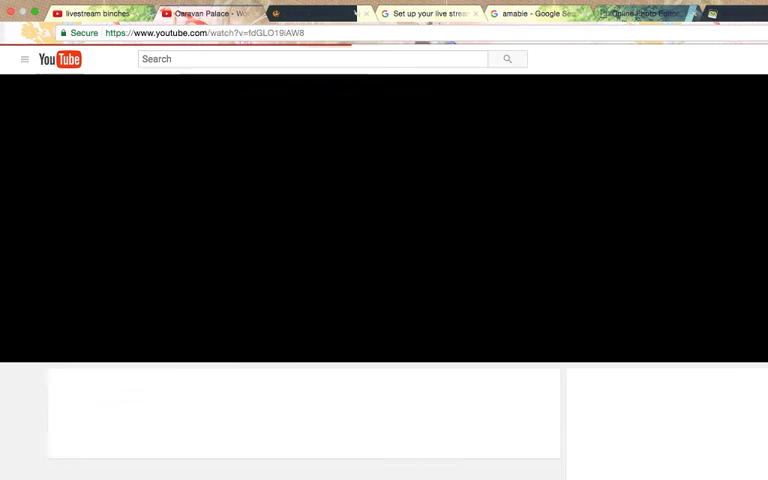 livestream binches
Caravan Palace - Wo
Set up your live strea
amabie - Google Se
Online Photo Editor
Secure https://www.youtube.com/watch?v=fdGLO19iAW8
YouTube
Search